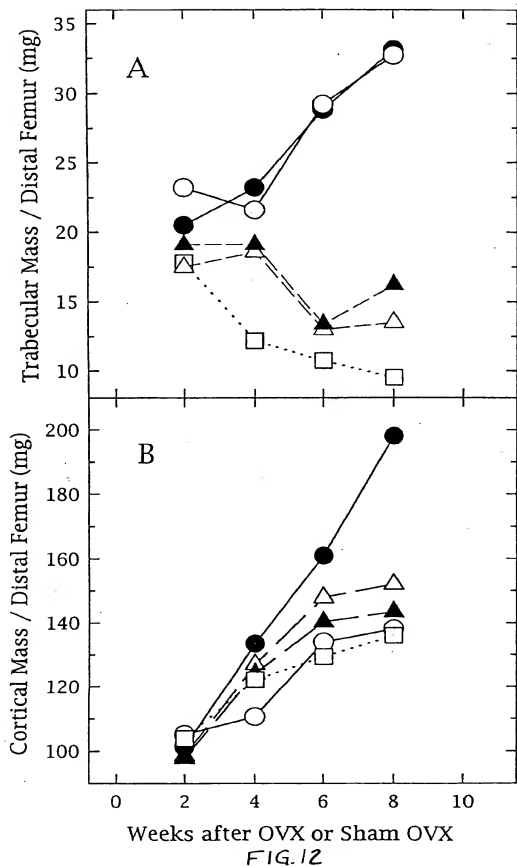 35
30
25
20
15
10
A
Trabecular Mass / Distal Femur (mg)
200
180
160
140
120
100
B
Cortical Mass / Distal Femur (mg)
0 2 4 6 8 10
Weeks after OVX or Sham OVX
FIG.12